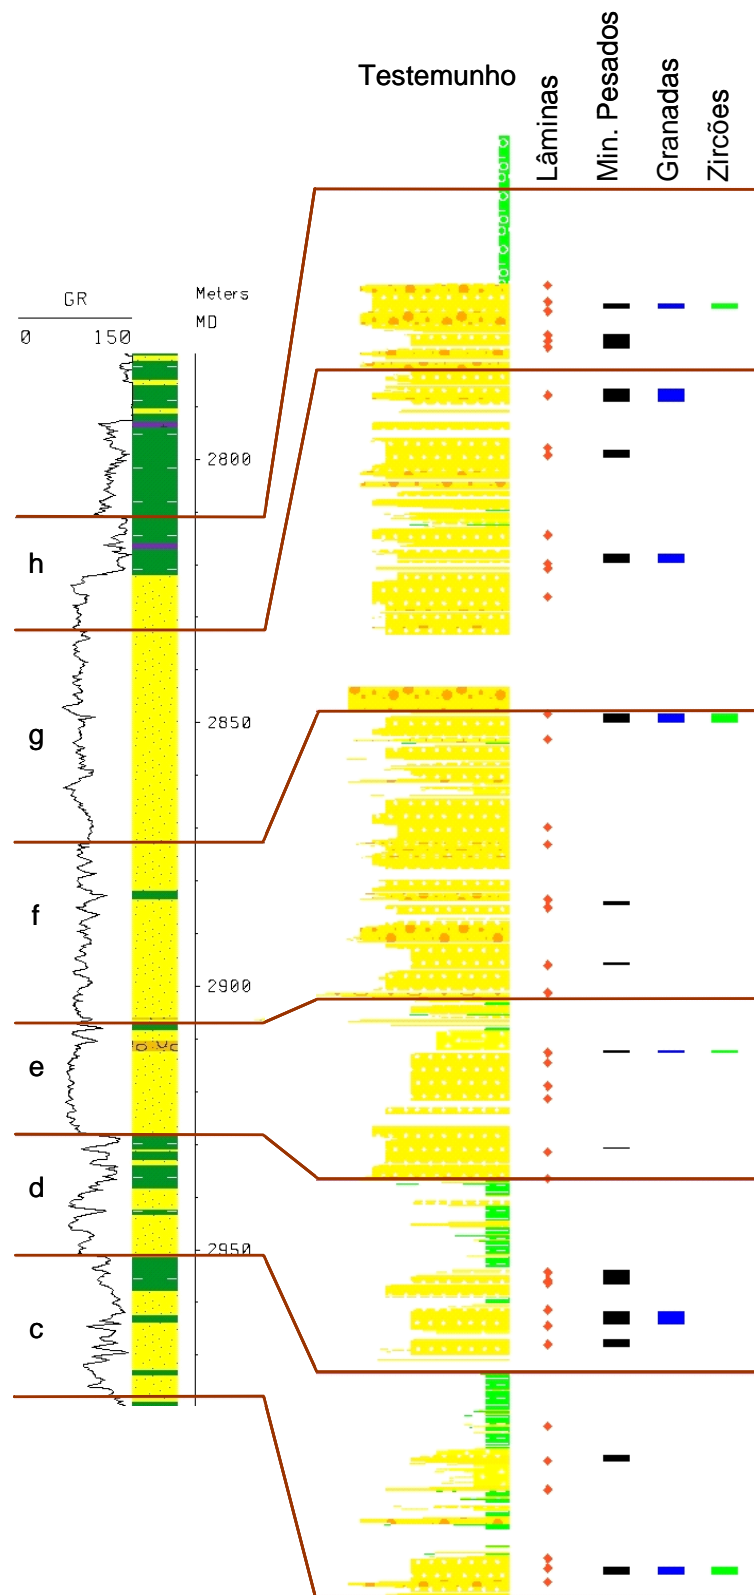 Testemunho
Lâminas
Min. Pesados
Granadas
Zircões
GR
0 150
Meters
MD
2800
h
g
2850
f
2900
e
d
2950
c